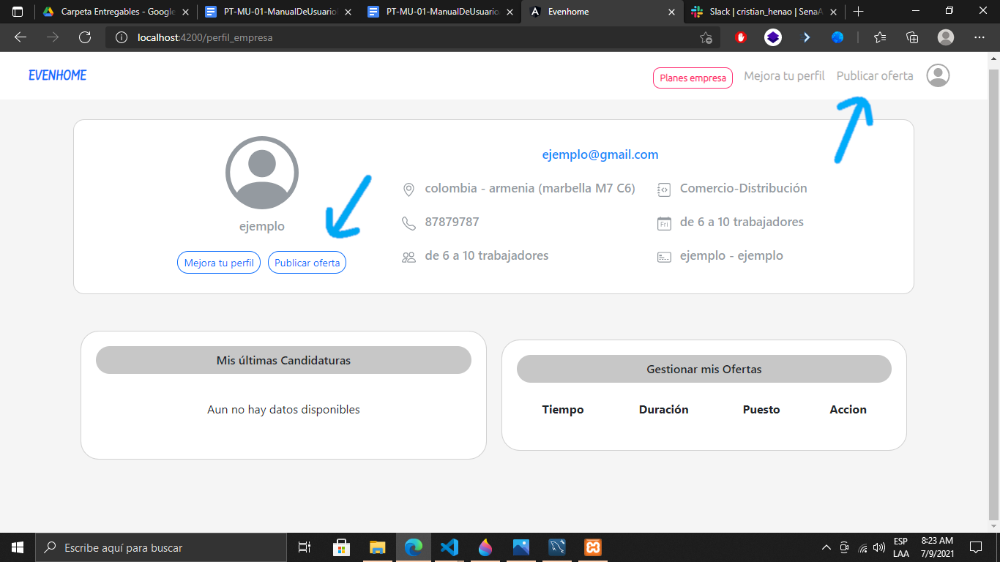 Carpeta Entregables - Google
PT-MU-01-ManualDeUsuario
PT-MU-01-ManualDeUsuario.
Evenhome
Slack | cristian_henao | SenaA
localhost:4200/perfil_empresa
EVENHOME
Planes empresa
Mejora tu perfil
Publicar oferta
ejemplo@gmail.com
colombia - armenia (marbella M7 C6)
Comercio-Distribución
ejemplo
87879787
Fri
de 6 a 10 trabajadores
Mejora tu perfil
Publicar oferta
de 6 a 10 trabajadores
ejemplo - ejemplo
Mis últimas Candidaturas
Gestionar mis Ofertas
Aun no hay datos disponibles
Tiempo Duración Puesto Accion
Escribe aquí para buscar
ESP
LAA
8:23 AM
7/9/2021